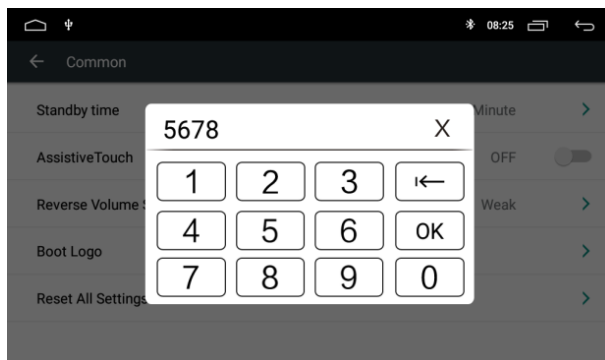 08:25
Common
Standby time
Minute
AssistiveTouch
OFF
Reverse Volume
Weak
Boot Logo
Reset All Settings
5678 X
1 2 3
4 5 6 OK
7 8 9 0